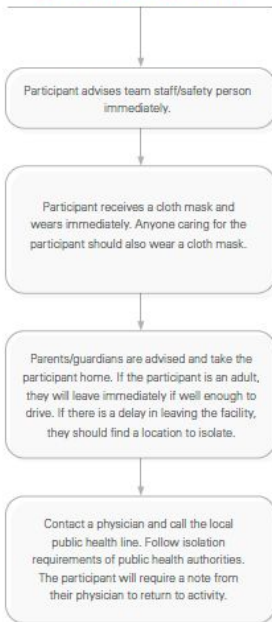 Participant advises team staff/safety person
immediately.
Participant receives a cloth mask and
wears immediately. Anyone caring for the
participant should also wear a cloth mask.
Parents/guardians are advised and take the
participant home. If the participant is an adult,
they will leave immediately if well enough to
drive. If there is a delay in leaving the facility,
they should find a location to isolate.
Contact a physician and call the local
public health line. Follow isolation
requirements of public health authorities.
The participant will require a note from
their physician to return to activity.